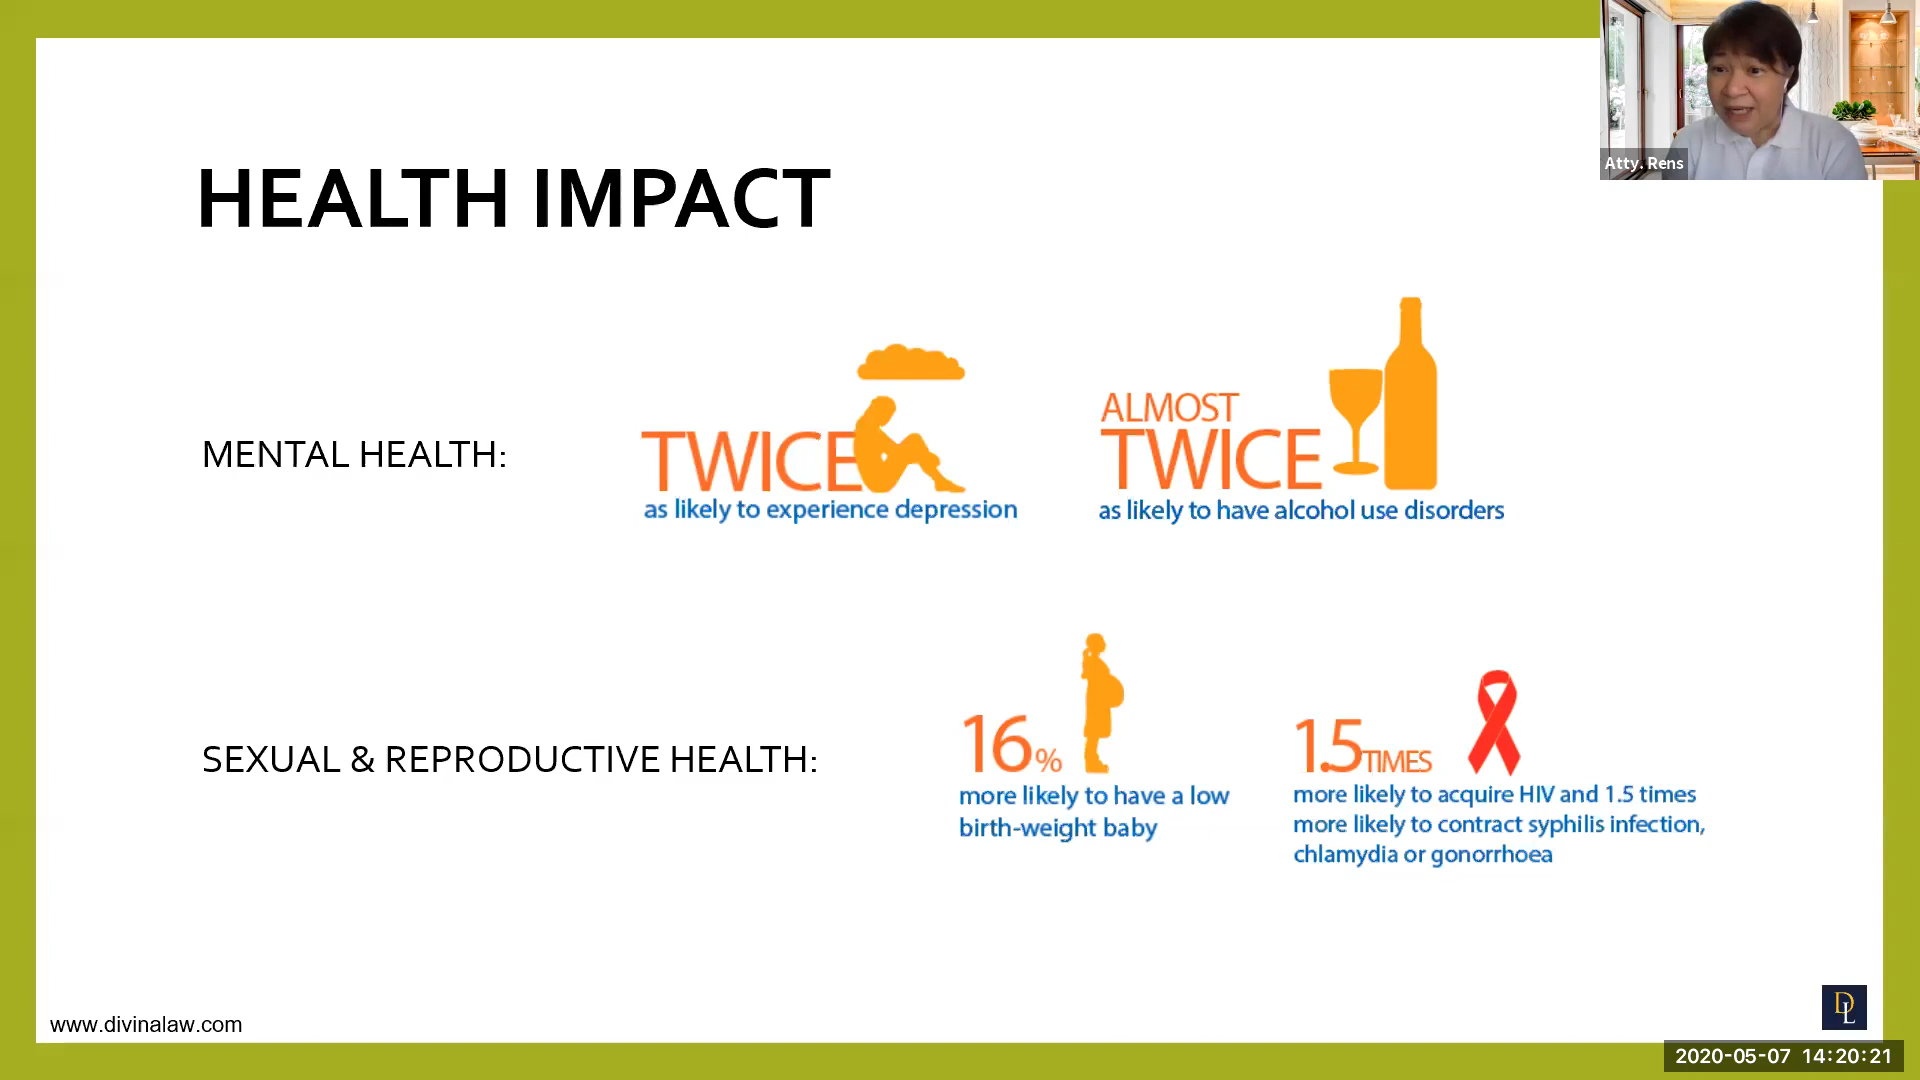 Atty. Rens
HEALTH IMPACT
MENTAL HEALTH:
TWICE
as likely to experience depression
ALMOST
TWICE
as likely to have alcohol use disorders
SEXUAL & REPRODUCTIVE HEALTH:
16%
more likely to have a low
birth-weight baby
1.5TIMES
more likely to acquire HIV and 1.5 times
more likely to contract syphilis infection,
chlamydia or gonorrhoea
www.divinalaw.com
DL
2020-05-07 14:20:21